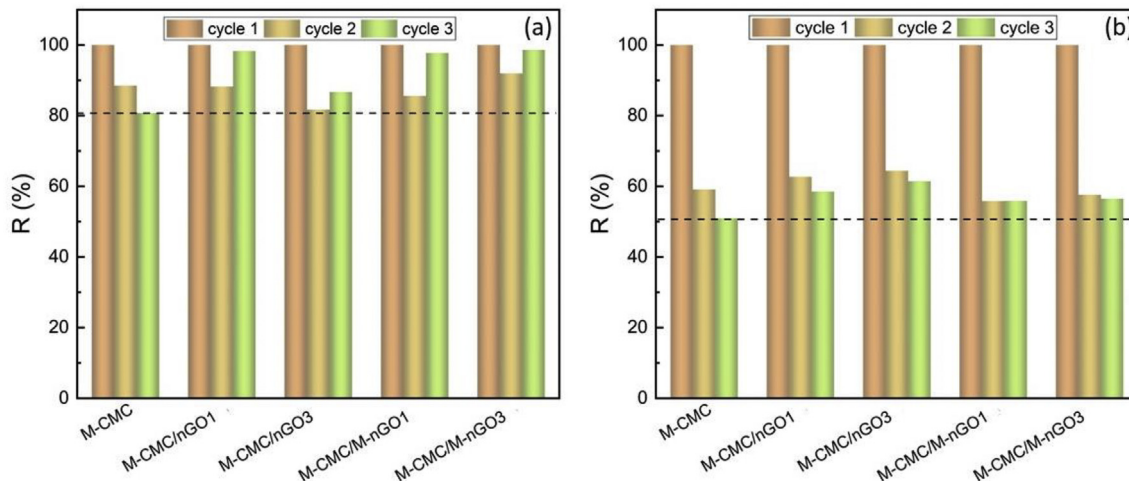 cycle 1 cycle 2 cycle 3 (a)
100
80
60
40
20
0
R (%)
M-CMC
M-CMC/nGO1
M-CMC/nGO3
M-CMC/M-nGO1
M-CMC/M-nGO3
cycle 1 cycle 2 cycle 3 (b)
100
80
60
40
20
0
R (%)
M-CMC
M-CMC/nGO1
M-CMC/nGO3
M-CMC/M-nGO1
M-CMC/M-nGO3